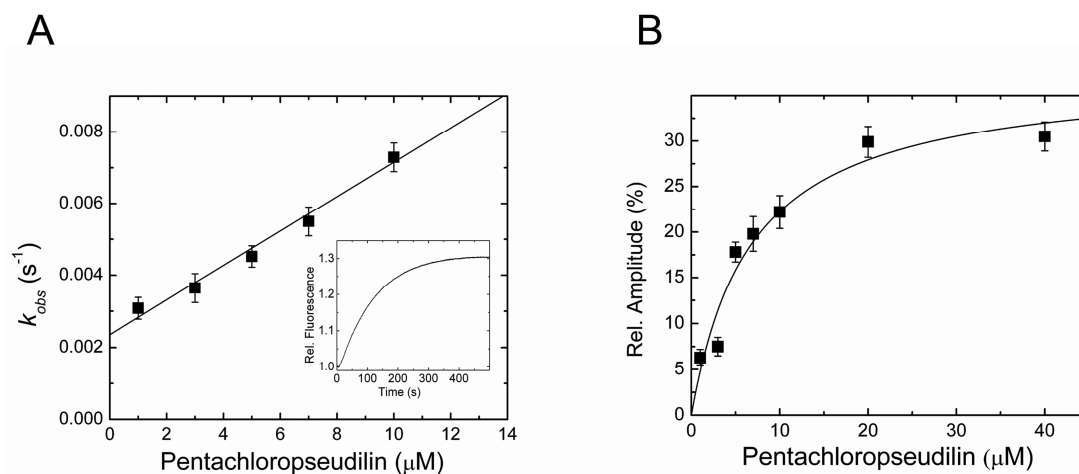 A
B
0.008
0.006
0.004
0.002
0.000
k_obs (s⁻¹)
0 2 4 6 8 10 12 14
Pentachloropseudilin (μM)
1.3
1.2
1.1
1.0
Rel. Fluorescence
0 100 200 300 400
Time (s)
30
25
20
15
10
5
0
Rel. Amplitude (%)
0 10 20 30 40
Pentachloropseudilin (μM)